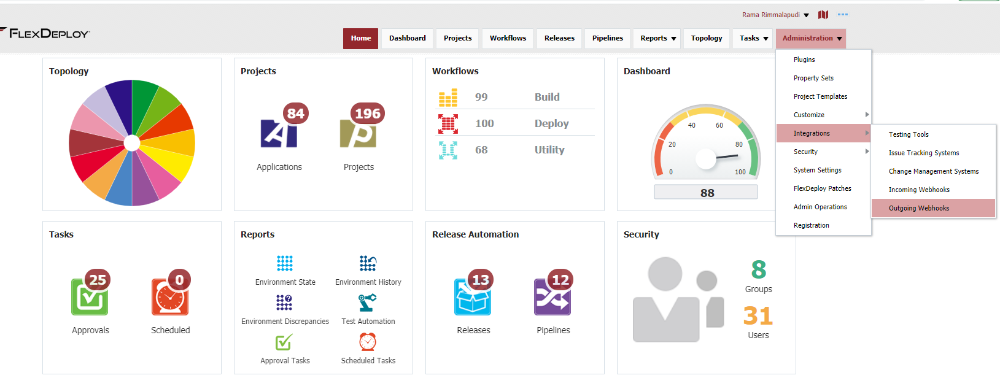 Rama Rimmalapudi
FLEXDEPLOY
Home Dashboard Projects Workflows Releases Pipelines Reports Topology Tasks Administration
Plugins
Property Sets
Project Templates
Customize
Integrations
Security
System Settings
FlexDeploy Patches
Admin Operations
Registration
Testing Tools
Issue Tracking Systems
Change Management Systems
Incoming Webhooks
Outgoing Webhooks
Topology
Projects
84
Applications
196
Projects
Workflows
99 Build
100 Deploy
68 Utility
Dashboard
0
20
40
60
80
100
88
Tasks
25
Approvals
0
Scheduled
Reports
Environment State
Environment History
?
Environment Discrepancies
Test Automation
Approval Tasks
Scheduled Tasks
Release Automation
13
Releases
12
Pipelines
Security
8
Groups
31
Users